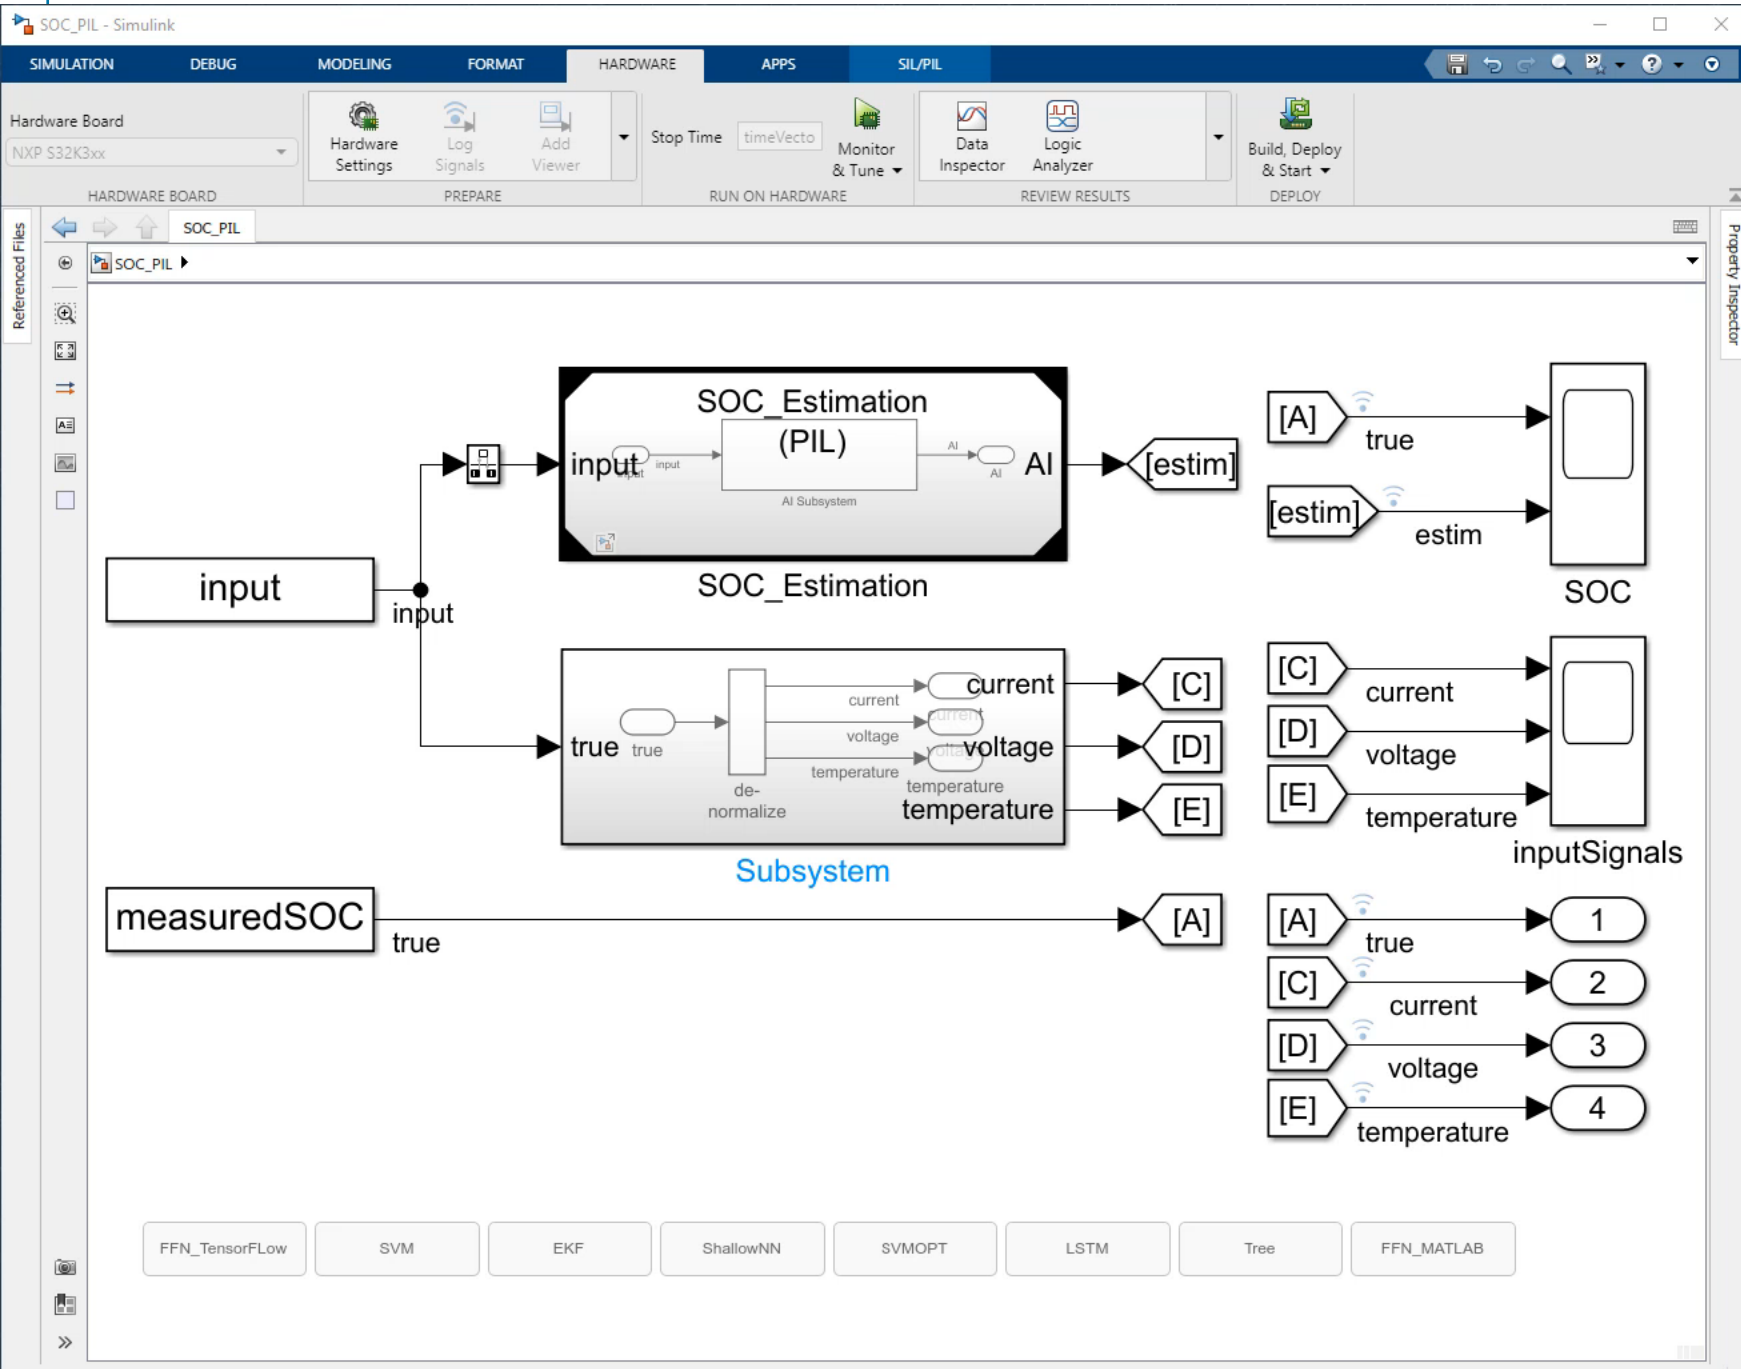 SOC_PIL - Simulink
SIMULATION
DEBUG
MODELING
FORMAT
HARDWARE
APPS
SIL/PIL
Hardware Board
NXP S32K3xx
HARDWARE BOARD
Hardware
Settings
Log
Signals
Add
Viewer
PREPARE
Stop Time
timeVecto
Monitor
& Tune
RUN ON HARDWARE
Data
Inspector
Logic
Analyzer
REVIEW RESULTS
Build, Deploy
& Start
DEPLOY
Referenced Files
Property Inspector
SOC_PIL
SOC_PIL
SOC_Estimation
(PIL)
input
input
input
AI Subsystem
AI
AI
AI
SOC_Estimation
[estim]
[A]
true
[estim]
estim
SOC
input
input
true
true
de-
normalize
current
voltage
temperature
current
voltage
temperature
current
voltage
temperature
Subsystem
[C]
[D]
[E]
[C]
current
[D]
voltage
[E]
temperature
inputSignals
measuredSOC
true
[A]
[A]
true
1
[C]
current
2
[D]
voltage
3
[E]
temperature
4
FFN_TensorFLow
SVM
EKF
ShallowNN
SVMOPT
LSTM
Tree
FFN_MATLAB